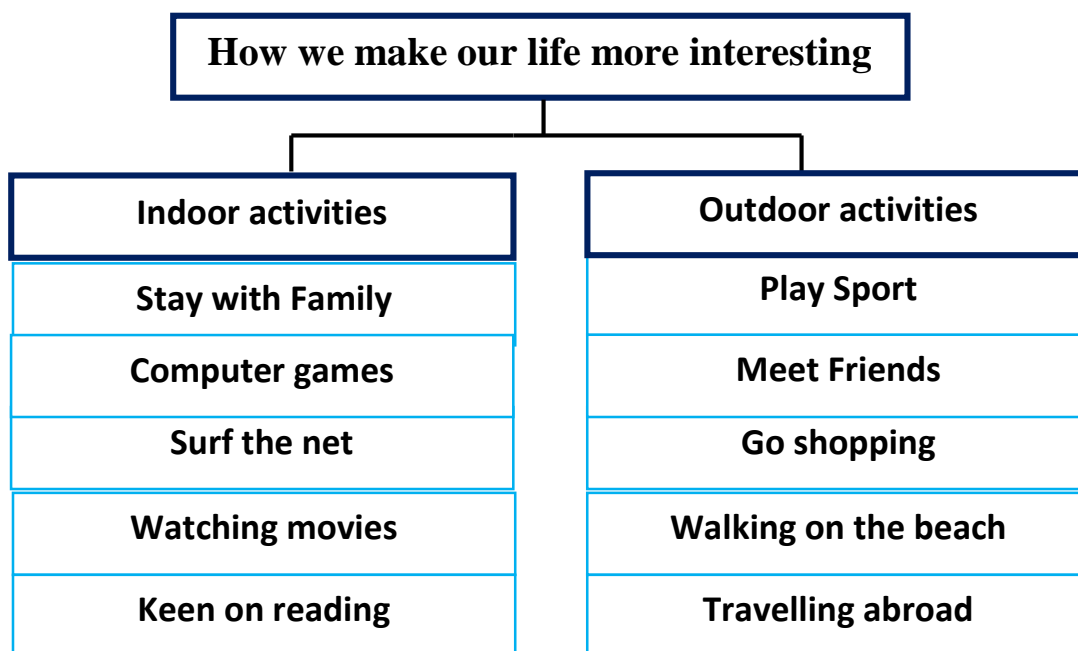 How we make our life more interesting
Indoor activities
Stay with Family
Computer games
Surf the net
Watching movies
Keen on reading
Outdoor activities
Play Sport
Meet Friends
Go shopping
Walking on the beach
Travelling abroad